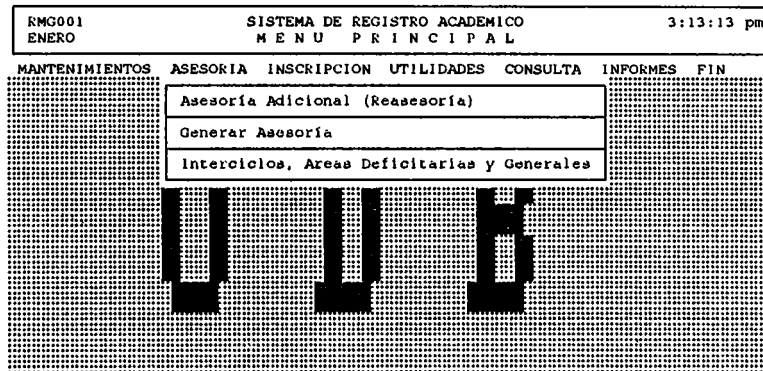 RMG001 SISTEMA DE REGISTRO ACADEMICO 3:13:13 pm
ENERO M E N U P R I N C I P A L
MANTENIMIENTOS ASESORIA INSCRIPCION UTILIDADES CONSULTA INFORMES FIN
Asesoría Adicional (Reasesoría)
Generar Asesoría
Interciclos, Areas Deficitarias y Generales